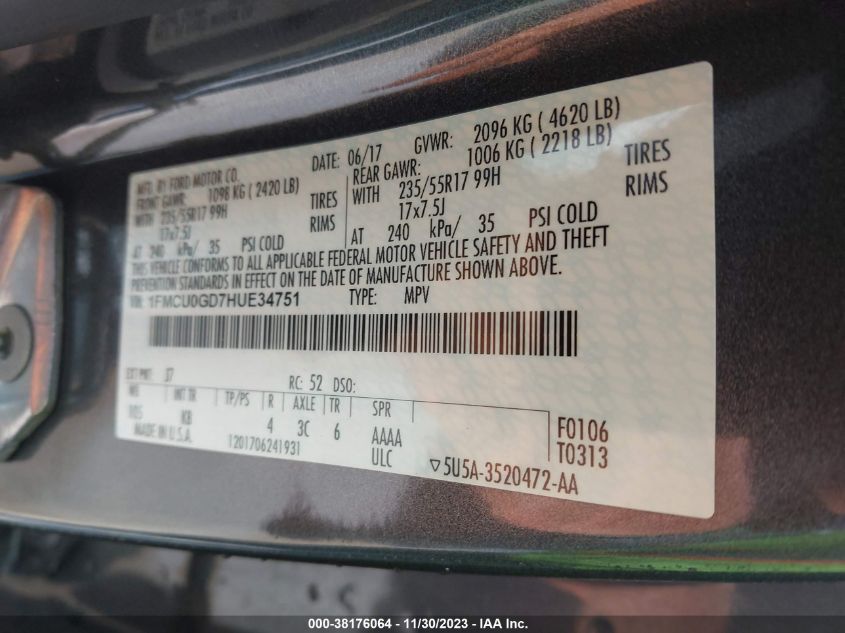 MFD. BY FORD MOTOR CO.
DATE: 06/17 GVWR: 2096 KG ( 4620 LB)
FRONT GAWR: 1098 KG ( 2420 LB)
WITH 235/55R17 99H TIRES
17x7.5J RIMS
AT 240 kPa/ 35 PSI COLD
REAR GAWR: 1006 KG ( 2218 LB)
WITH 235/55R17 99H TIRES
17x7.5J RIMS
AT 240 kPa/ 35 PSI COLD
THIS VEHICLE CONFORMS TO ALL APPLICABLE FEDERAL MOTOR VEHICLE SAFETY AND THEFT
PREVENTION STANDARDS IN EFFECT ON THE DATE OF MANUFACTURE SHOWN ABOVE.
VIN: 1FMCU0GD7HUE34751 TYPE: MPV
EXT PNT: J7 RC: 52 DSO:
WB INT TR TP/PS R AXLE TR SPR
105 KB 4 3C 6 AAAA
MADE IN U.S.A. 1201706241931 ULC
F0106
T0313
5U5A-3520472-AA
000-38176064 - 11/30/2023 - IAA Inc.